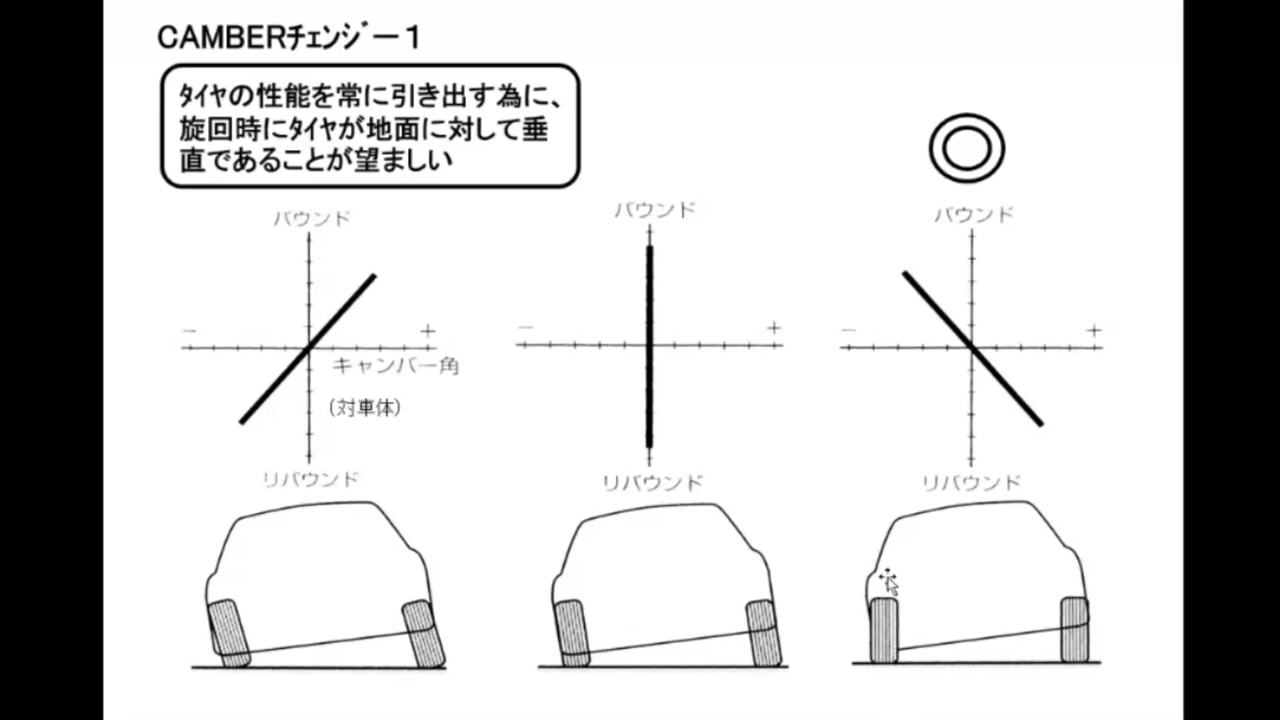 CAMBERﾁｪﾝｼﾞｰ１
ﾀｲﾔの性能を常に引き出す為に、
旋回時にﾀｲﾔが地面に対して垂
直であることが望ましい
バウンド
バウンド
バウンド
－ ＋
－ ＋
－ ＋
キャンバー角
（対車体）
リバウンド
リバウンド
リバウンド